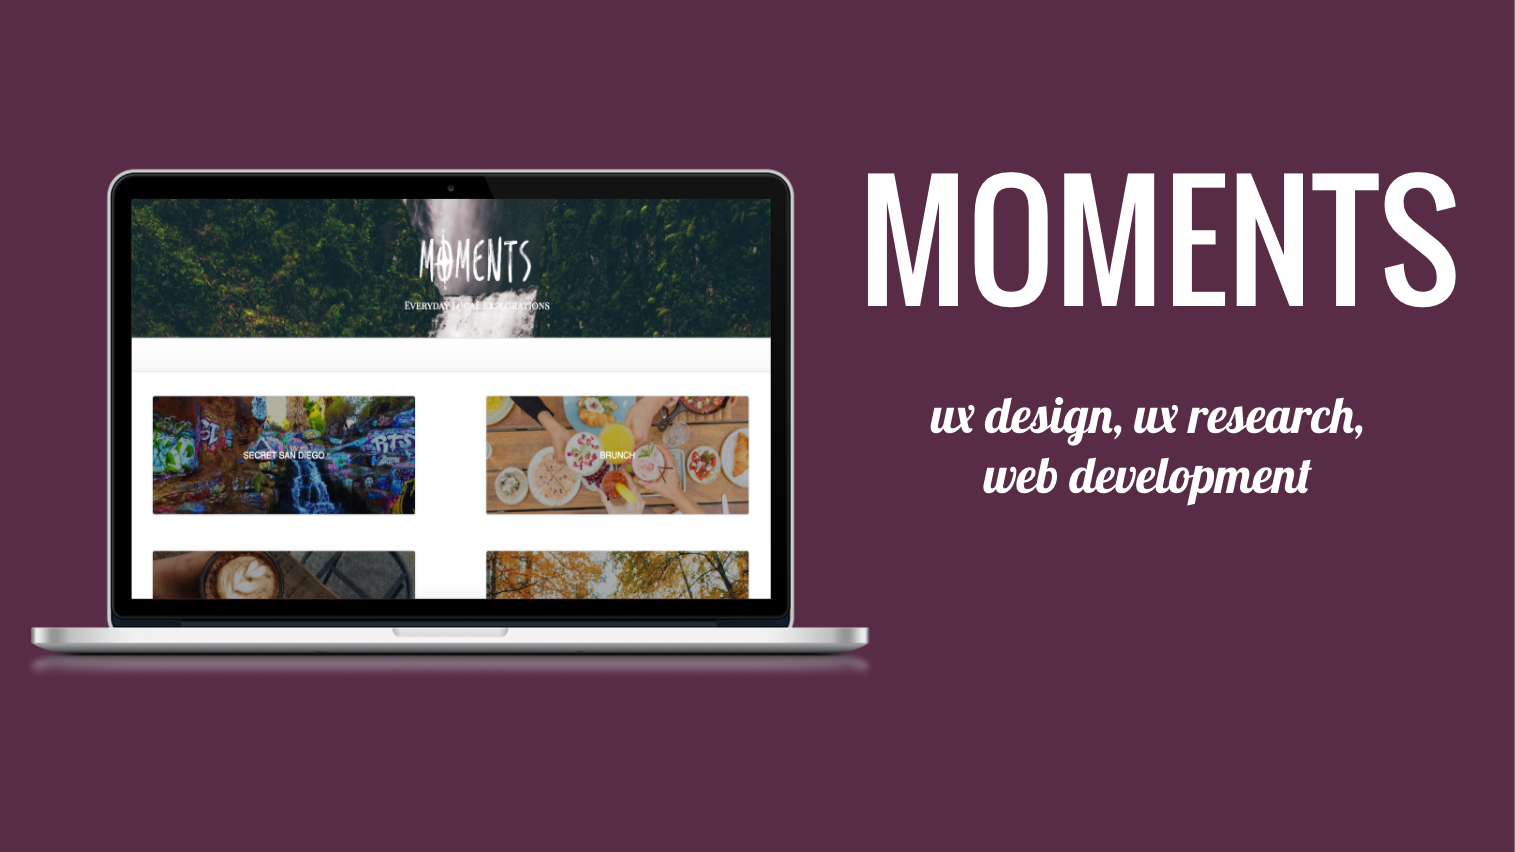 MOMENTS
EVERYDAY LOCAL EXPLORATIONS
SECRET SAN DIEGO
BRUNCH
MOMENTS
ux design, ux research,
web development